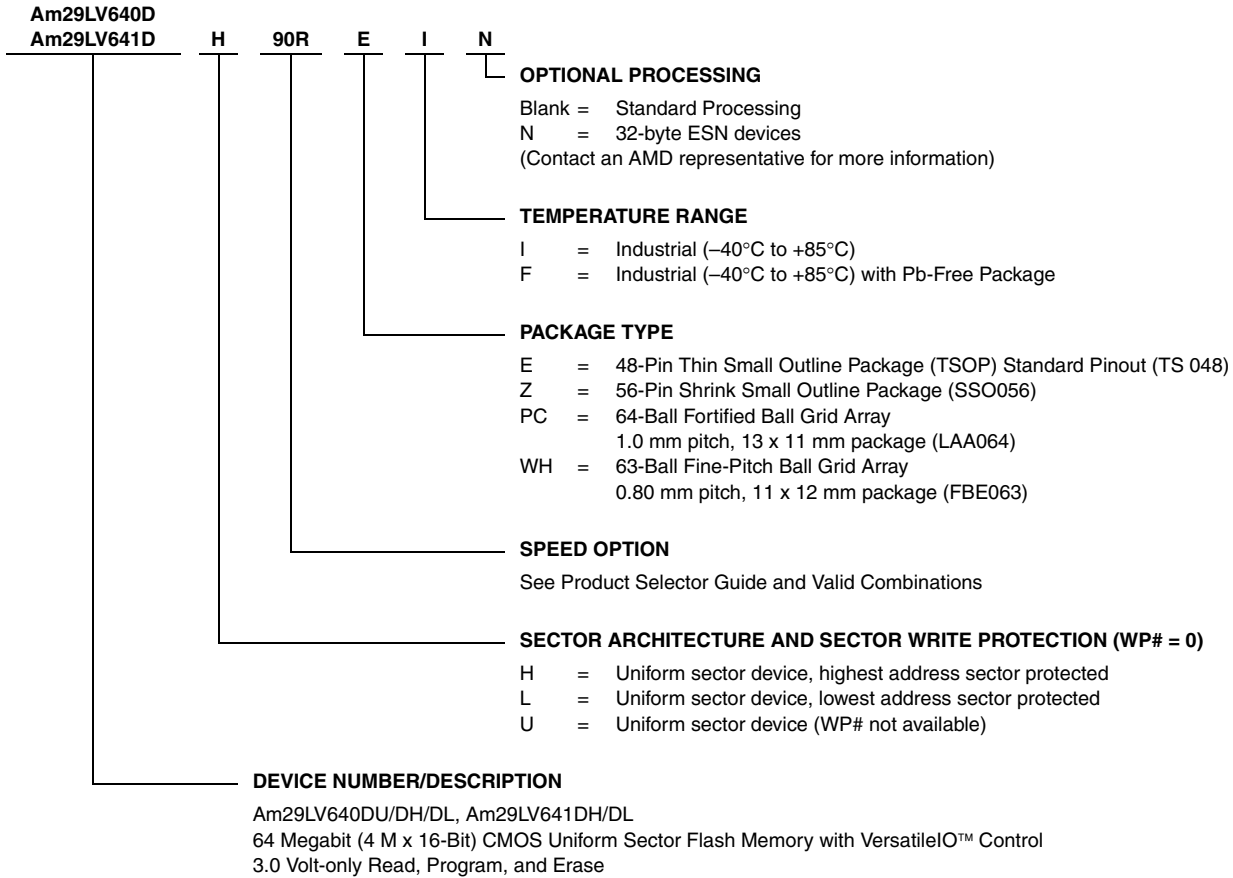 Am29LV640D
Am29LV641D H 90R E I N
OPTIONAL PROCESSING
Blank = Standard Processing
N = 32-byte ESN devices
(Contact an AMD representative for more information)
TEMPERATURE RANGE
I = Industrial (–40°C to +85°C)
F = Industrial (–40°C to +85°C) with Pb-Free Package
PACKAGE TYPE
E = 48-Pin Thin Small Outline Package (TSOP) Standard Pinout (TS 048)
Z = 56-Pin Shrink Small Outline Package (SSO056)
PC = 64-Ball Fortified Ball Grid Array
1.0 mm pitch, 13 x 11 mm package (LAA064)
WH = 63-Ball Fine-Pitch Ball Grid Array
0.80 mm pitch, 11 x 12 mm package (FBE063)
SPEED OPTION
See Product Selector Guide and Valid Combinations
SECTOR ARCHITECTURE AND SECTOR WRITE PROTECTION (WP# = 0)
H = Uniform sector device, highest address sector protected
L = Uniform sector device, lowest address sector protected
U = Uniform sector device (WP# not available)
DEVICE NUMBER/DESCRIPTION
Am29LV640DU/DH/DL, Am29LV641DH/DL
64 Megabit (4 M x 16-Bit) CMOS Uniform Sector Flash Memory with VersatileIO™ Control
3.0 Volt-only Read, Program, and Erase